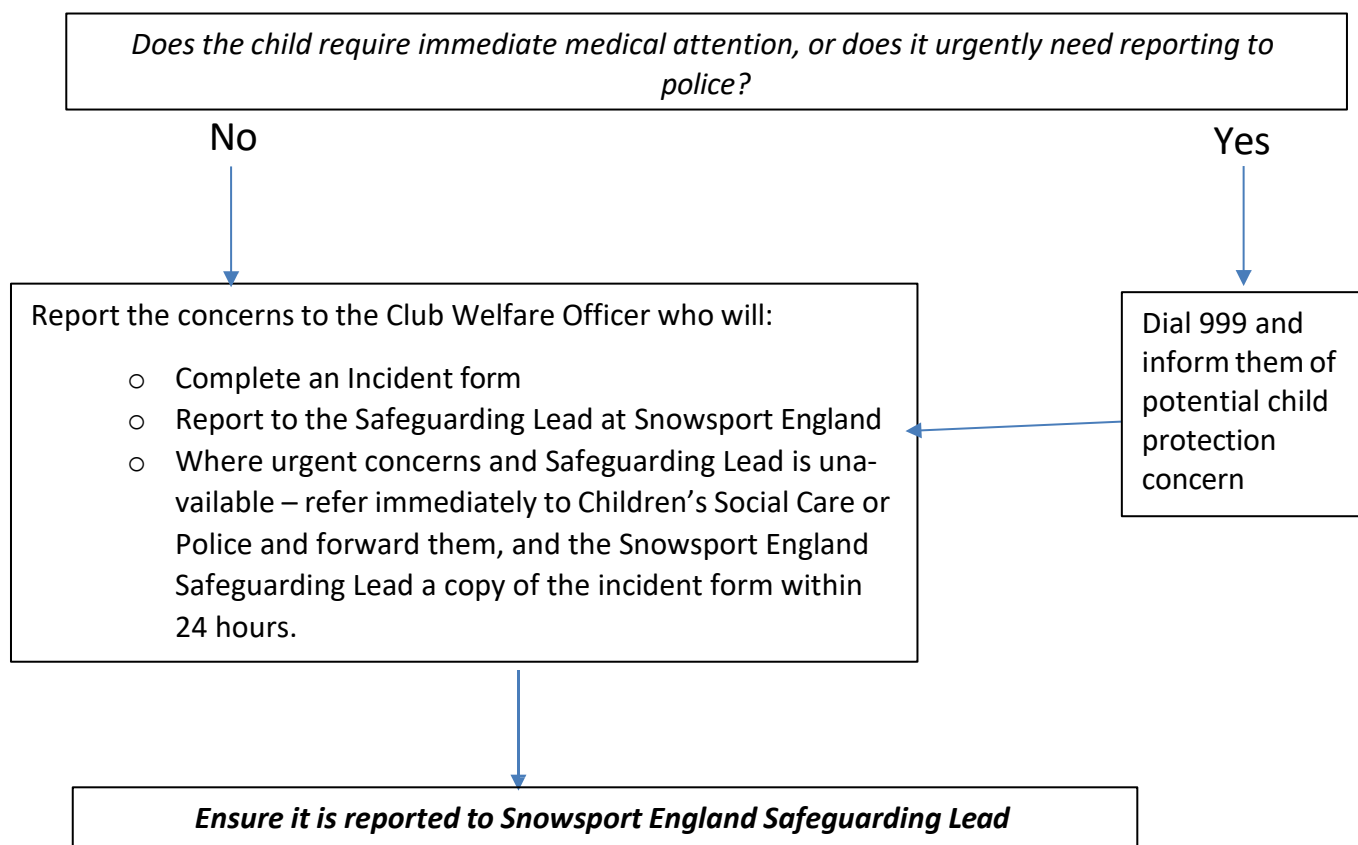 Does the child require immediate medical attention, or does it urgently need reporting to
police?
No
Yes
Report the concerns to the Club Welfare Officer who will:
o Complete an Incident form
o Report to the Safeguarding Lead at Snowsport England
o Where urgent concerns and Safeguarding Lead is una-
vailable – refer immediately to Children’s Social Care or
Police and forward them, and the Snowsport England
Safeguarding Lead a copy of the incident form within
24 hours.
Dial 999 and
inform them of
potential child
protection
concern
Ensure it is reported to Snowsport England Safeguarding Lead